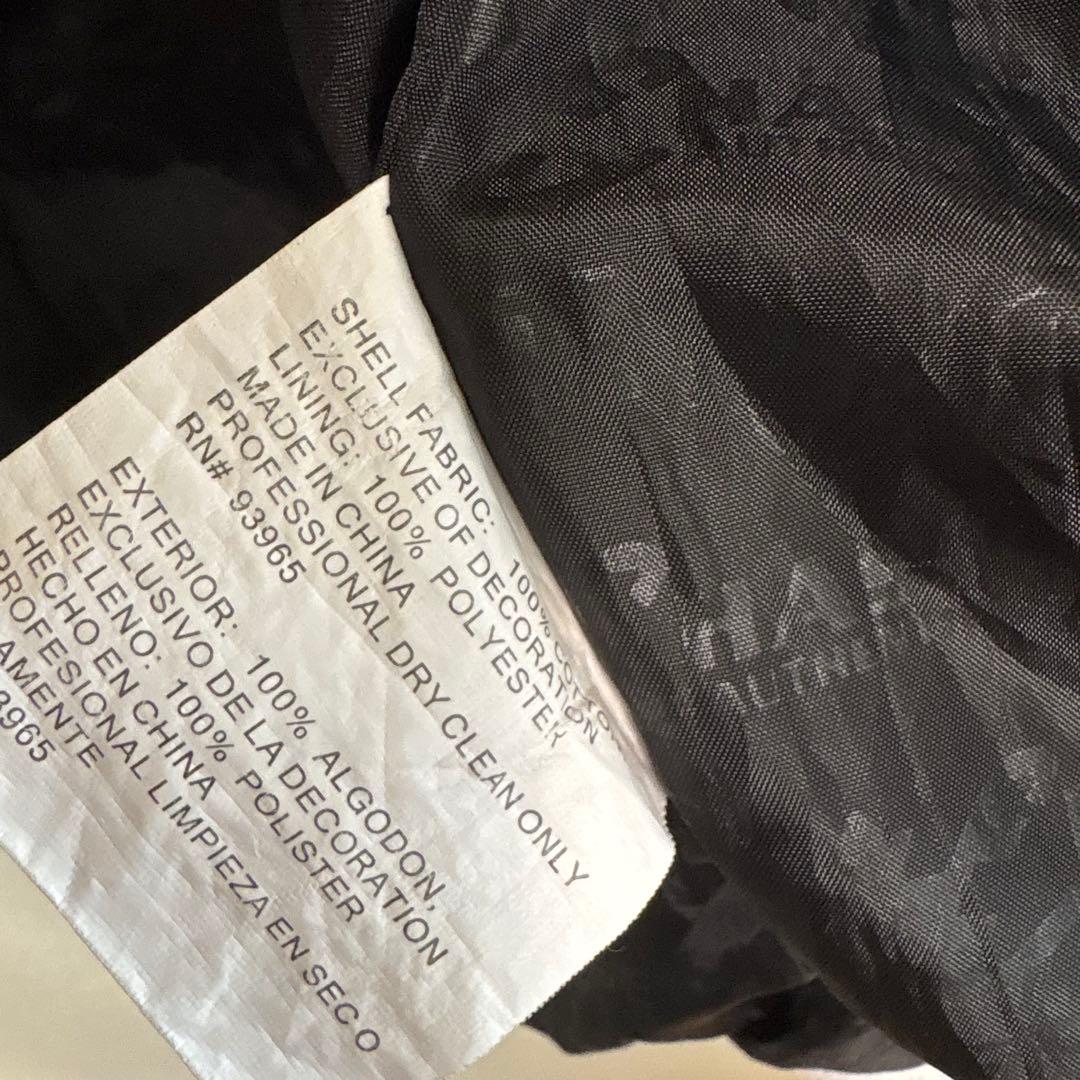 SHELL FABRIC: 100% COTTON
EXCLUSIVE OF DECORATION
LINING: 100% POLYESTER
MADE IN CHINA
PROFESSIONAL DRY CLEAN ONLY
RN# 93965
EXTERIOR: 100% ALGODON,
EXCLUSIVO DE LA DECORATION
RELLENO: 100% POLISTER
HECHO EN CHINA
PROFESIONAL LIMPIEZA EN SECO
AMENTE
3965